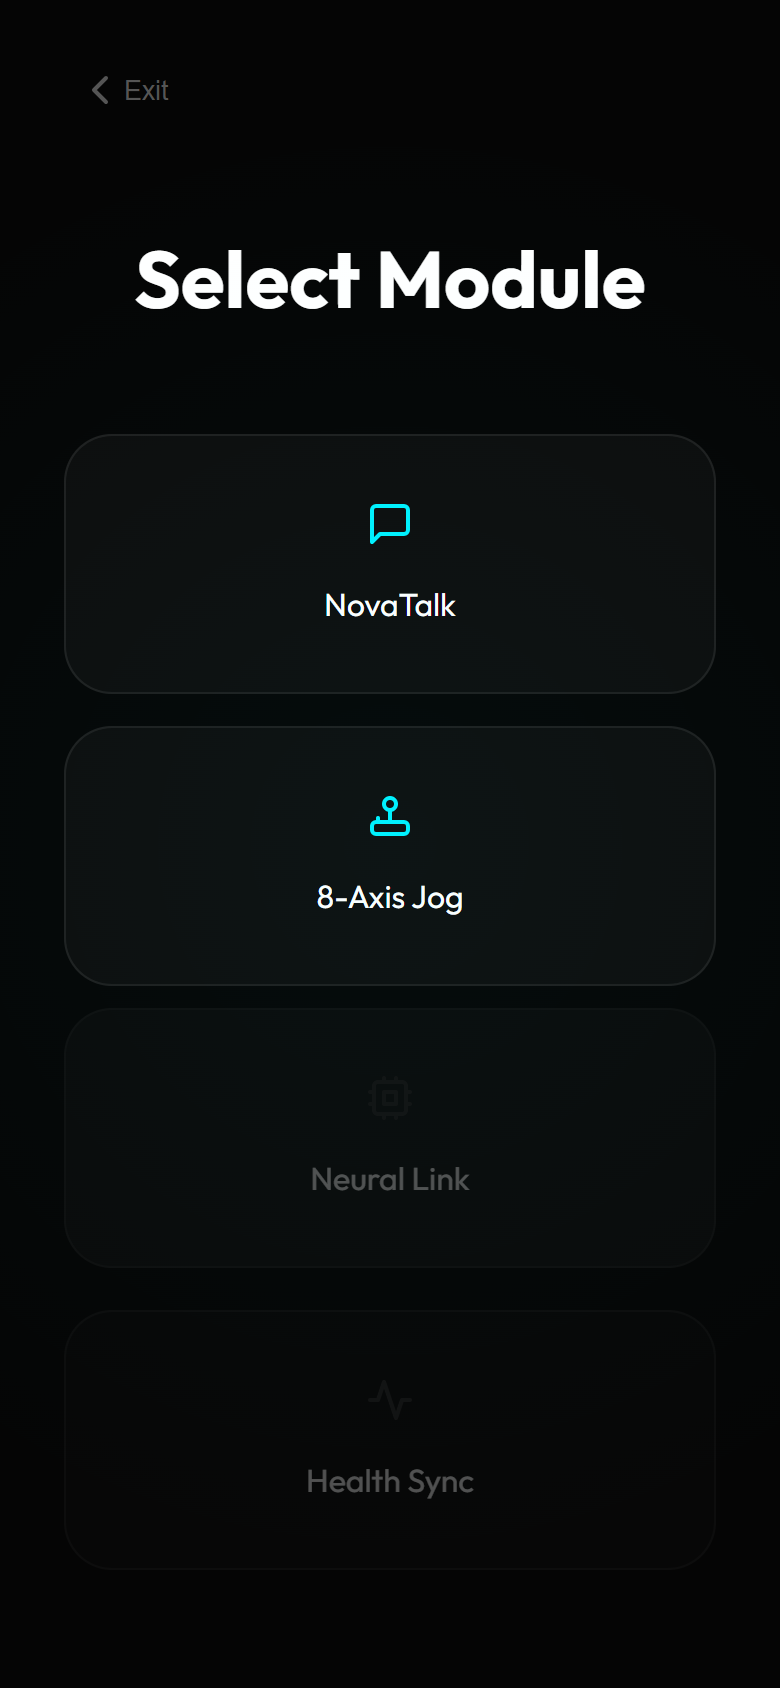 Exit
Select Module
NovaTalk
8-Axis Jog
Neural Link
Health Sync